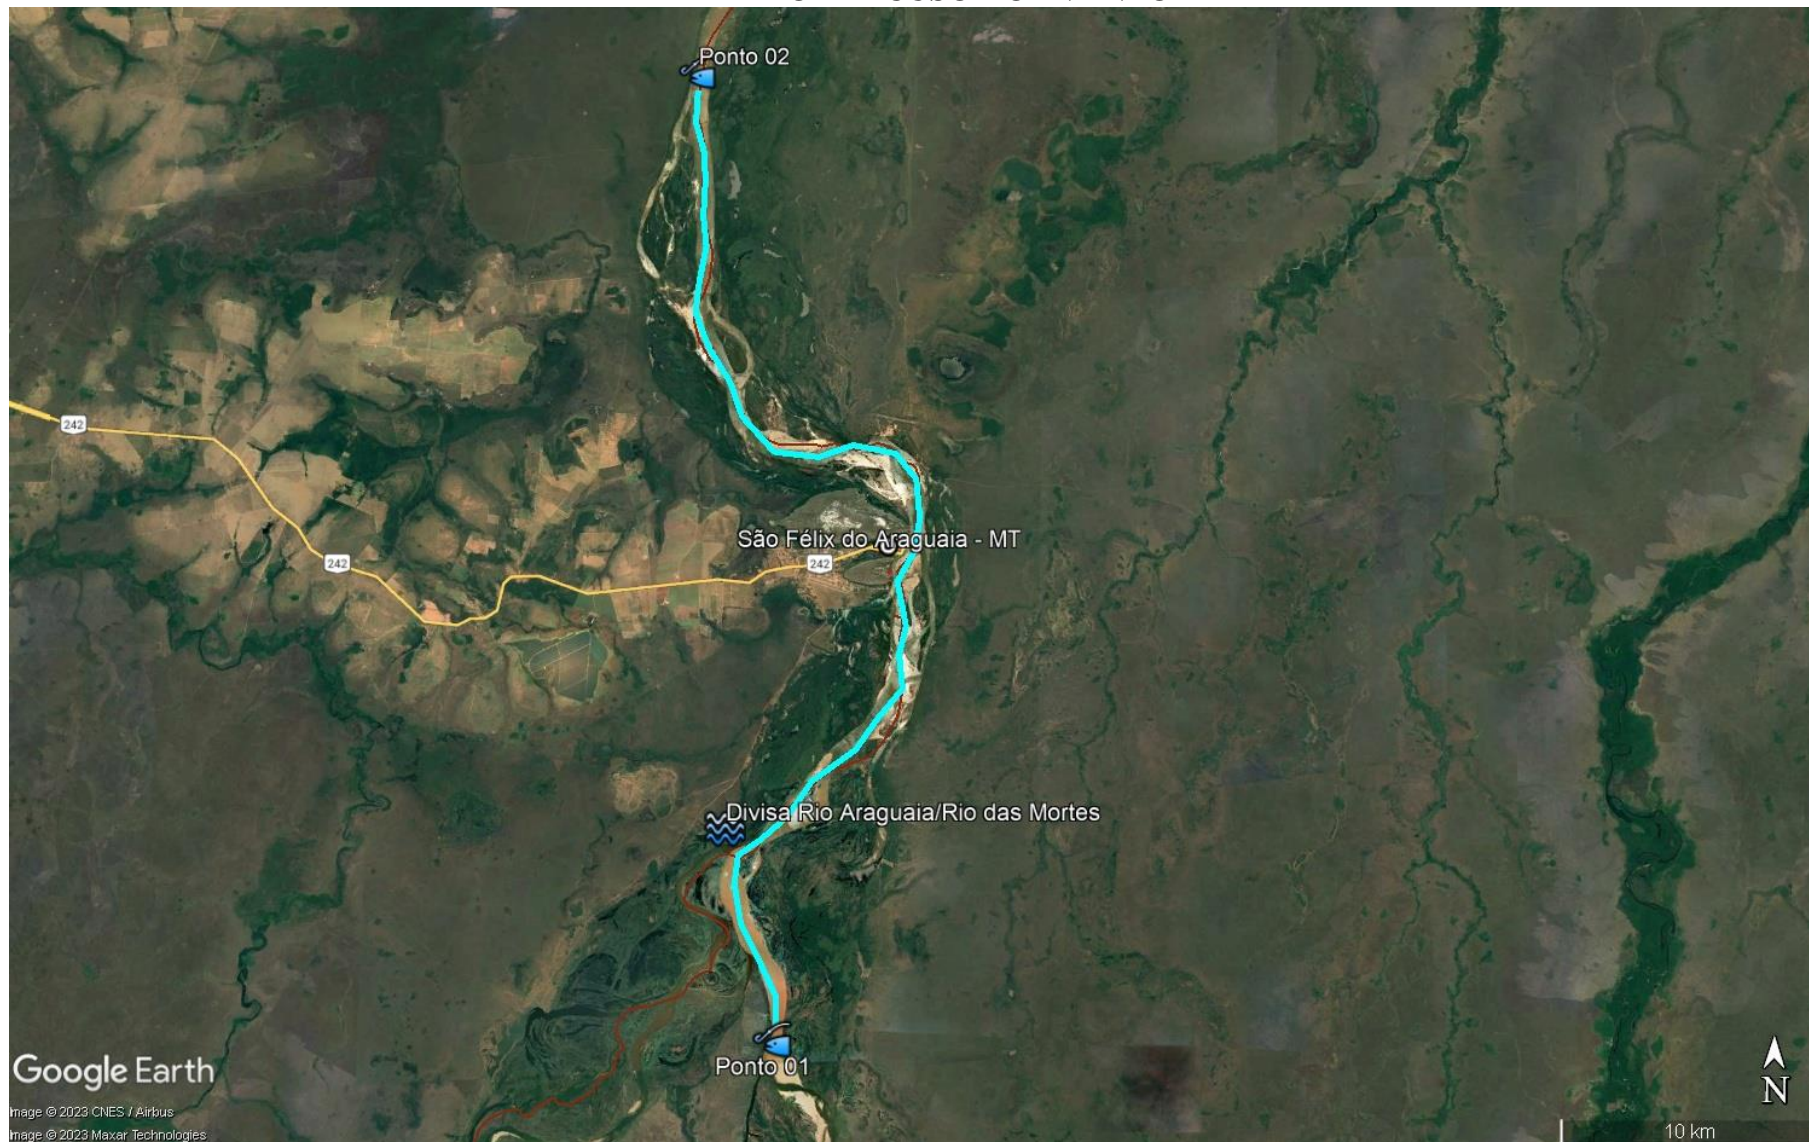 Ponto 02
242
São Félix do Araguaia - MT
242
242
Divisa Rio Araguaia/Rio das Mortes
Ponto 01
Google Earth
N
Image © 2023 CNES / Airbus
Image © 2023 Maxar Technologies
10 km